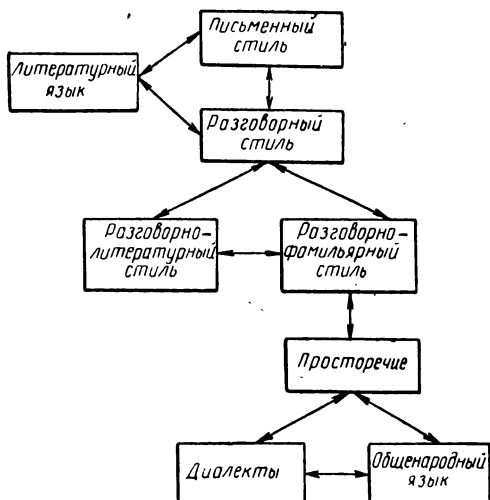 Письменный
стиль
Литературный
язык
Разговорный
стиль
Разговорно-
литературный
стиль
Разговорно-
фамильярный
стиль
Просторечие
Диалекты
Общенародный
язык